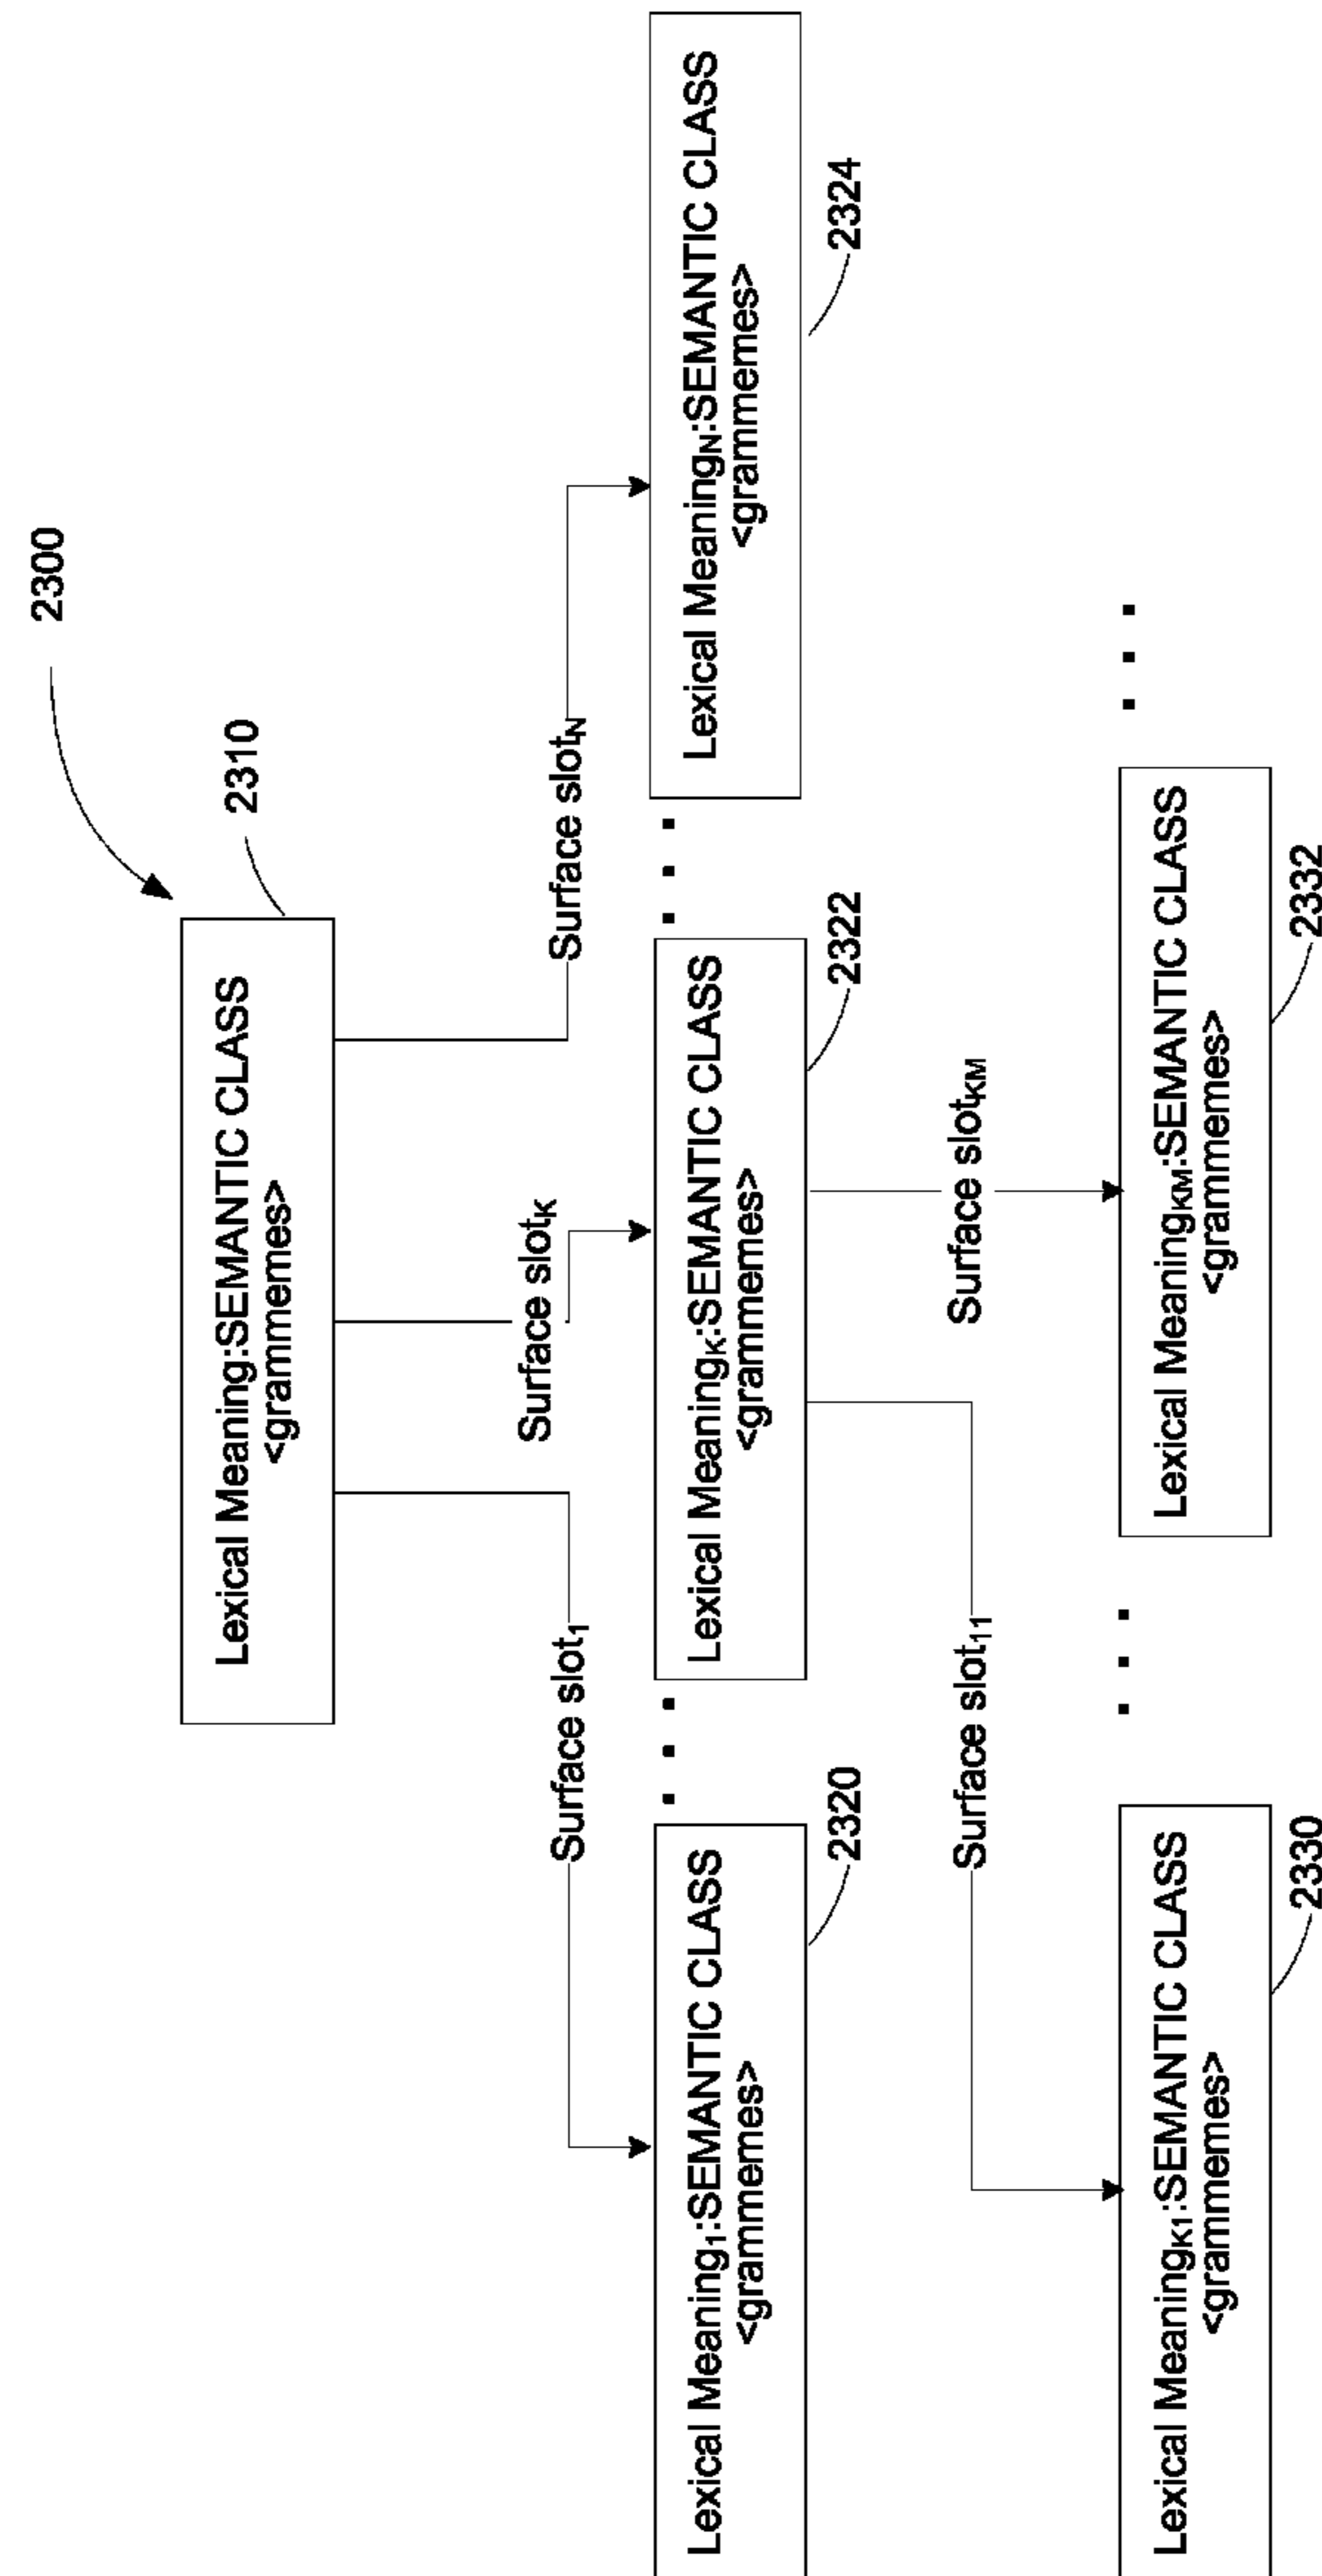 2300
2310
Lexical Meaning:SEMANTIC CLASS
<grammemes>
Surface slot1
Surface slotK
Surface slotN
Lexical Meaning1:SEMANTIC CLASS
<grammemes>
2320
Lexical MeaningK:SEMANTIC CLASS
<grammemes>
2322
Lexical MeaningN:SEMANTIC CLASS
<grammemes>
2324
Surface slot11
Surface slotKM
Lexical MeaningK1:SEMANTIC CLASS
<grammemes>
2330
Lexical MeaningKM:SEMANTIC CLASS
<grammemes>
2332